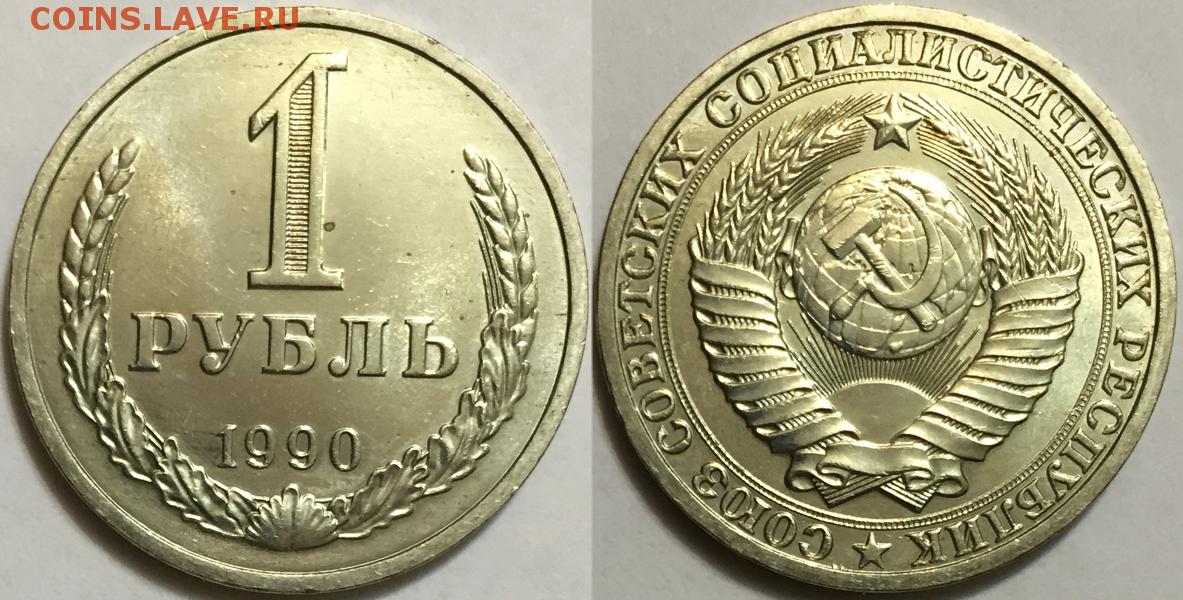 COINS.LAVE.RU
1
РУБЛЬ
1990
СОЮЗ СОВЕТСКИХ СОЦИАЛИСТИЧЕСКИХ РЕСПУБЛИК